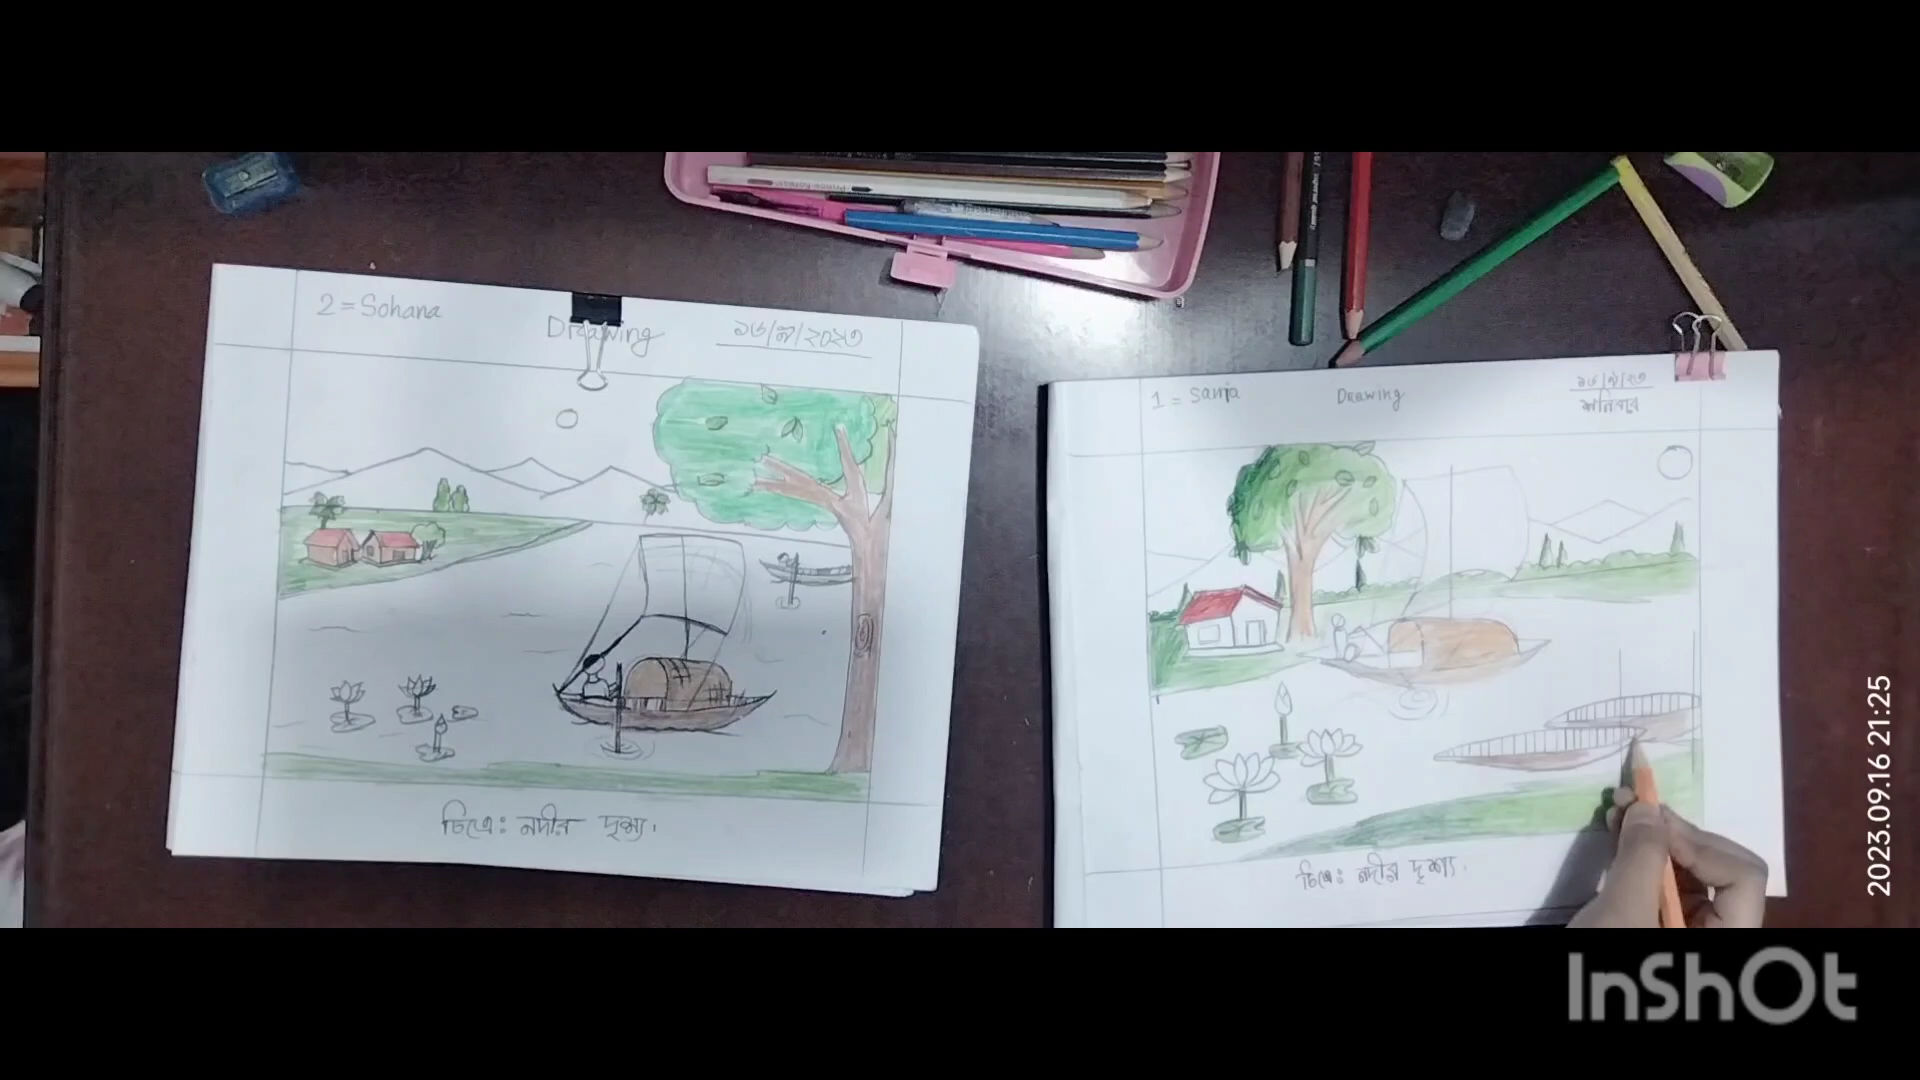 2 = Sohana
Drawing
১৬/৯/২০২৩
চিত্রে: নদীর দৃশ্য।
1 = Sanja
Drawing
১৬/৯/২৩
শনিবার
চিত্রে: নদীর দৃশ্য।
2023.09.16 21:25
InShOt